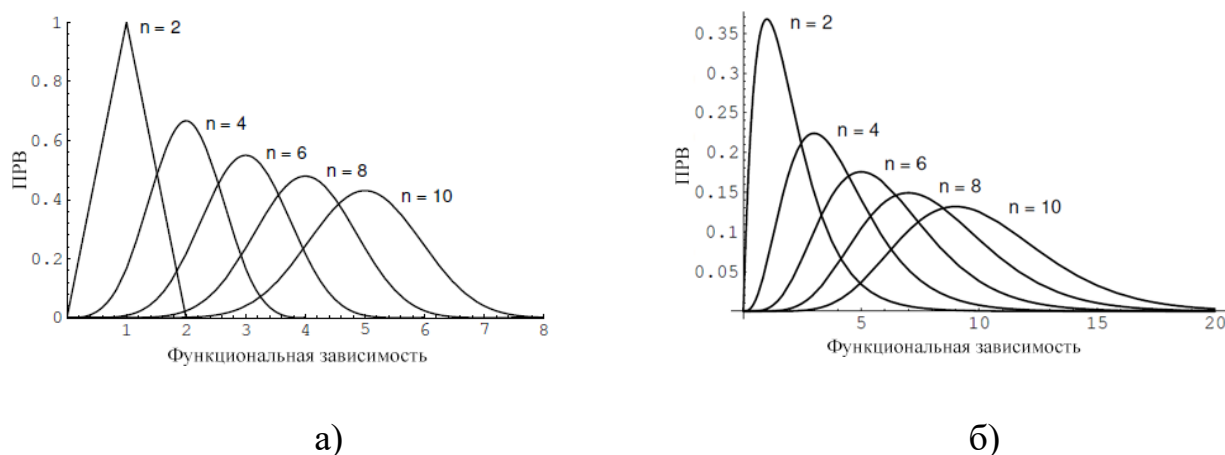 1
n = 2
0.8
n = 4
0.6
n = 6
n = 8
n = 10
0.4
0.2
0
1 2 3 4 5 6 7 8
ПРВ
Функциональная зависимость
а)
0.35
n = 2
0.3
0.25
n = 4
0.2
n = 6
n = 8
0.15
n = 10
0.1
0.05
5 10 15 20
ПРВ
Функциональная зависимость
б)